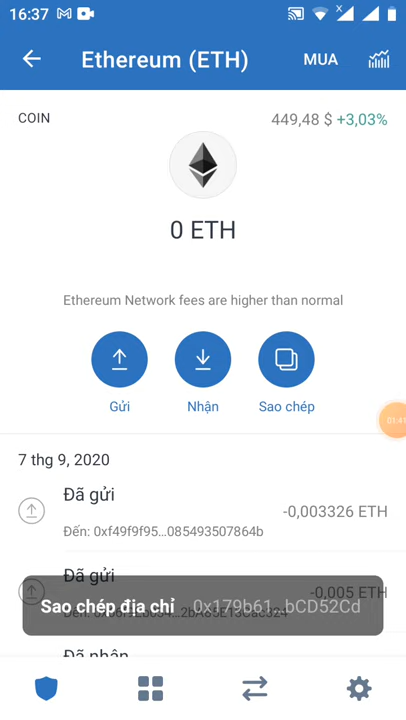 16:37
Ethereum (ETH)
MUA
COIN
449,48 $ +3,03%
0 ETH
Ethereum Network fees are higher than normal
Gửi
Nhận
Sao chép
01:41
7 thg 9, 2020
Đã gửi
-0,003326 ETH
Đến: 0xf49f9f95...085493507864b
Đã gửi
-0,005 ETH
Sao chép địa chỉ 0x179b61...bCD52Cd
Đã nhận